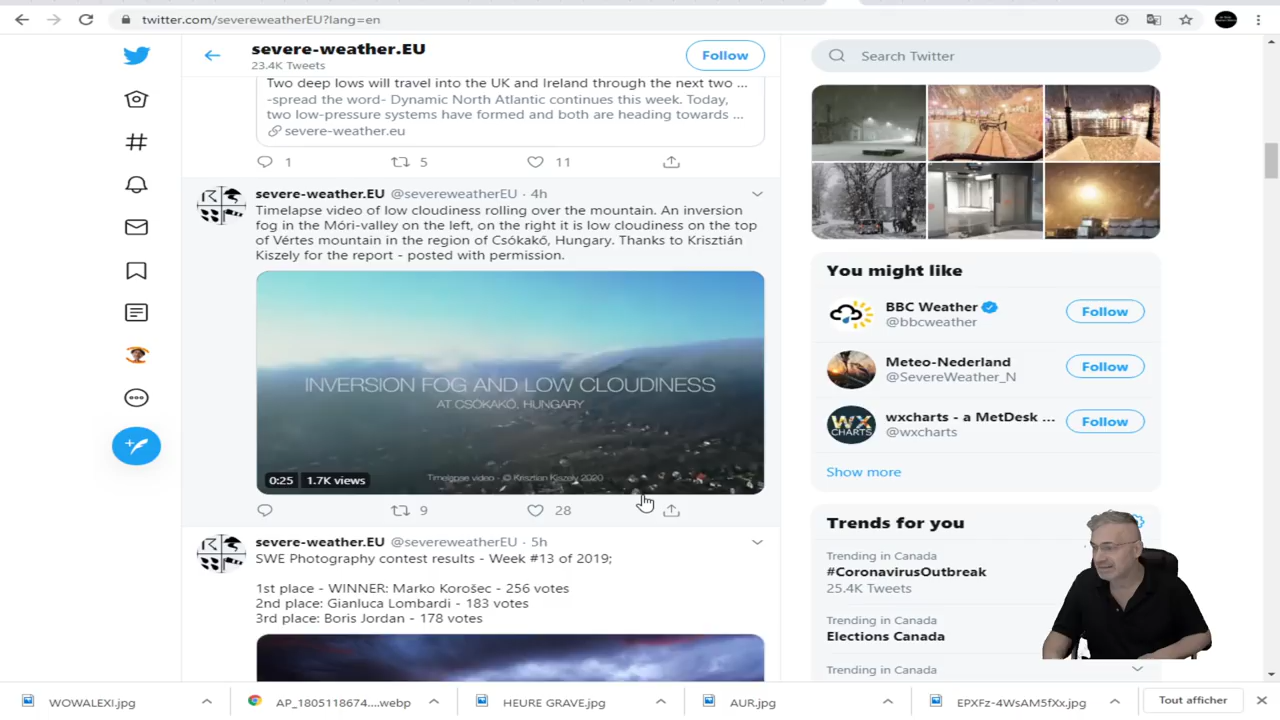 twitter.com/severeweatherEU?lang=en
severe-weather.EU
23.4K Tweets
Follow
Search Twitter
Two deep lows will travel into the UK and Ireland through the next two ...
-spread the word- Dynamic North Atlantic continues this week. Today,
two low-pressure systems have formed and both are heading towards ...
severe-weather.eu
1 5 11
severe-weather.EU @severeweatherEU · 4h
Timelapse video of low cloudiness rolling over the mountain. An inversion
fog in the Móri-valley on the left, on the right it is low cloudiness on the top
of Vértes mountain in the region of Csókakő, Hungary. Thanks to Krisztián
Kiszely for the report - posted with permission.
INVERSION FOG AND LOW CLOUDINESS
AT CSÓKAKŐ, HUNGARY
0:25 1.7K views
Timelapse video - © Krisztian Kiszely 2020
9 28
severe-weather.EU @severeweatherEU · 5h
SWE Photography contest results - Week #13 of 2019;
1st place - WINNER: Marko Korošec - 256 votes
2nd place: Gianluca Lombardi - 183 votes
3rd place: Boris Jordan - 178 votes
You might like
BBC Weather
@bbcweather
Follow
Meteo-Nederland
@SevereWeather_N
Follow
WX
CHARTS
wxcharts - a MetDesk ...
@wxcharts
Follow
Show more
Trends for you
Trending in Canada
#CoronavirusOutbreak
25.4K Tweets
Trending in Canada
Elections Canada
Trending in Canada
WOWALEXI.jpg
AP_1805118674....webp
HEURE GRAVE.jpg
AUR.jpg
EPXFz-4WsAM5fXx.jpg
Tout afficher